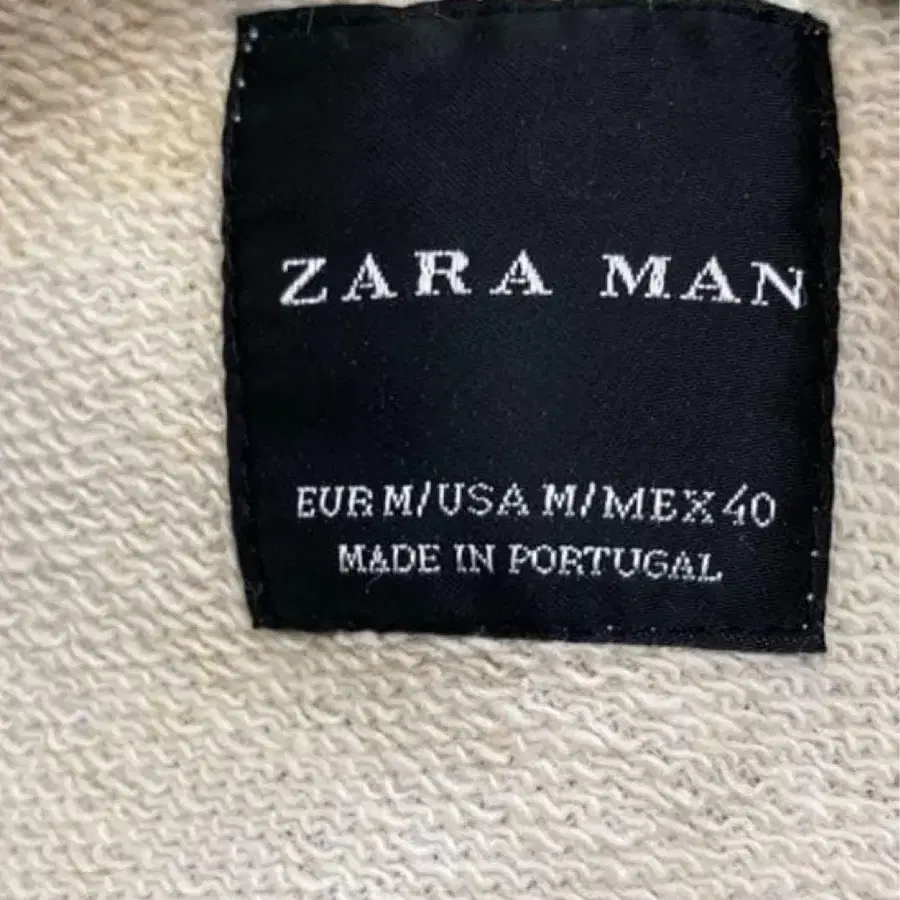 ZARA MAN
EUR M/USA M/MEX 40
MADE IN PORTUGAL